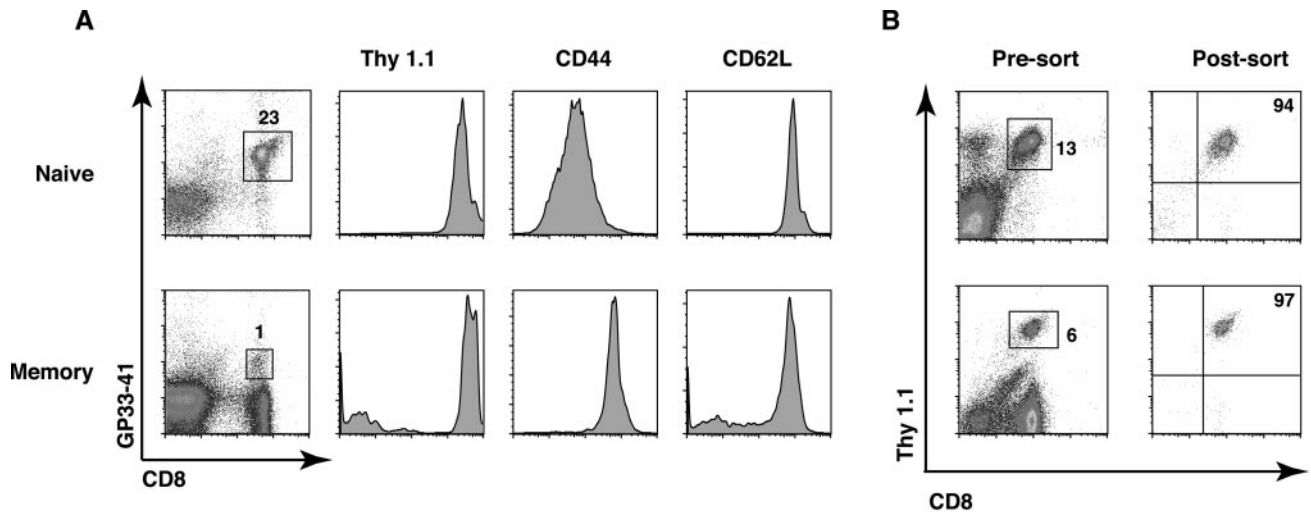 A
B
Thy 1.1
CD44
CD62L
Pre-sort
Post-sort
Naive
23
13
94
Memory
1
6
97
GP33-41
CD8
Thy 1.1
CD8